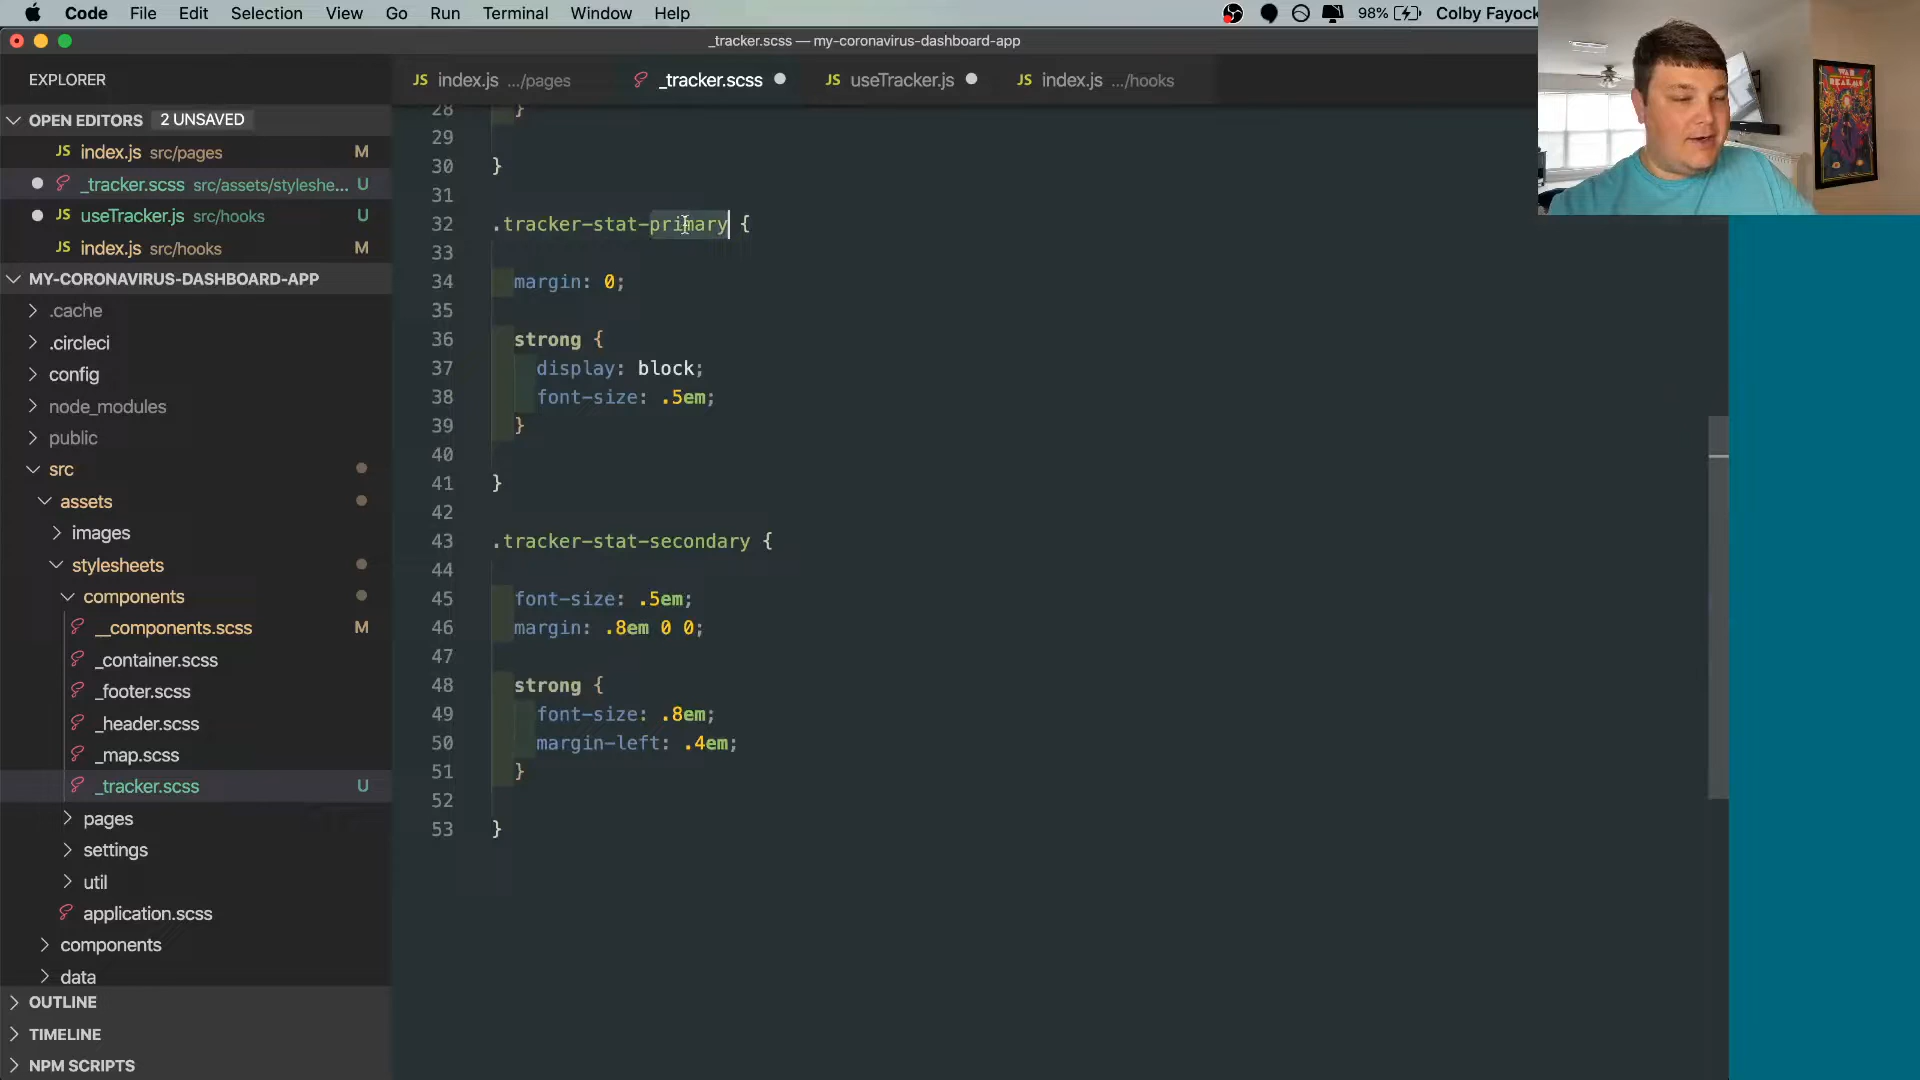 Code File Edit Selection View Go Run Terminal Window Help 98% Colby Fayock
_tracker.scss — my-coronavirus-dashboard-app
EXPLORER
JS index.js .../pages _tracker.scss JS useTracker.js JS index.js .../hooks
OPEN EDITORS 2 UNSAVED
JS index.js src/pages M
_tracker.scss src/assets/styleshe... U
JS useTracker.js src/hooks U
JS index.js src/hooks
MY-CORONAVIRUS-DASHBOARD-APP
.cache
.circleci
config
node_modules
public
src
assets
images
stylesheets
components
__components.scss M
_container.scss
_footer.scss
_header.scss
_map.scss
_tracker.scss U
pages
settings
util
application.scss
components
data
OUTLINE
TIMELINE
NPM SCRIPTS
28 }
29
30 }
31
32 .tracker-stat-primary {
33
34 margin: 0;
35
36 strong {
37 display: block;
38 font-size: .5em;
39 }
40
41 }
42
43 .tracker-stat-secondary {
44
45 font-size: .5em;
46 margin: .8em 0 0;
47
48 strong {
49 font-size: .8em;
50 margin-left: .4em;
51 }
52
53 }